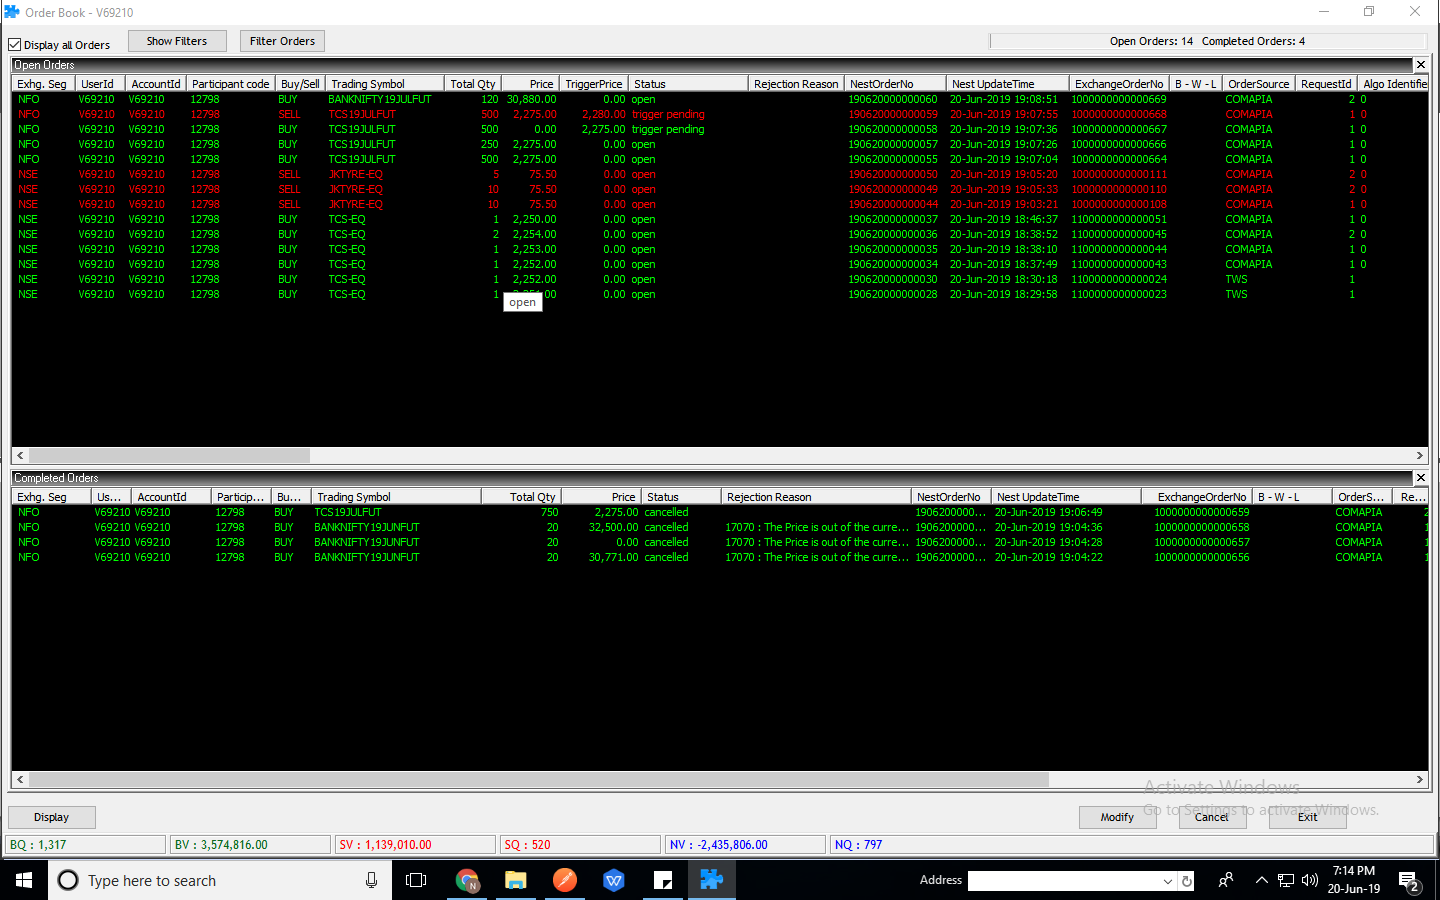 Order Book - V69210
Display all Orders Show Filters Filter Orders Open Orders: 14 Completed Orders: 4
Open Orders
Exhg. Seg UserId AccountId Participant code Buy/Sell Trading Symbol Total Qty Price TriggerPrice Status Rejection Reason NestOrderNo Nest UpdateTime ExchangeOrderNo B - W - L OrderSource RequestId Algo Identifie
NFO V69210 V69210 12798 BUY BANKNIFTY19JULFUT 120 30,880.00 0.00 open 190620000000060 20-Jun-2019 19:08:51 1000000000000669 COMAPIA 2 0
NFO V69210 V69210 12798 SELL TCS19JULFUT 500 2,275.00 2,280.00 trigger pending 190620000000059 20-Jun-2019 19:07:55 1000000000000668 COMAPIA 1 0
NFO V69210 V69210 12798 BUY TCS19JULFUT 500 0.00 2,275.00 trigger pending 190620000000058 20-Jun-2019 19:07:36 1000000000000667 COMAPIA 1 0
NFO V69210 V69210 12798 BUY TCS19JULFUT 250 2,275.00 0.00 open 190620000000057 20-Jun-2019 19:07:26 1000000000000666 COMAPIA 1 0
NFO V69210 V69210 12798 BUY TCS19JULFUT 500 2,275.00 0.00 open 190620000000055 20-Jun-2019 19:07:04 1000000000000664 COMAPIA 1 0
NSE V69210 V69210 12798 SELL JKTYRE-EQ 5 75.50 0.00 open 190620000000050 20-Jun-2019 19:05:20 1100000000000111 COMAPIA 2 0
NSE V69210 V69210 12798 SELL JKTYRE-EQ 10 75.50 0.00 open 190620000000049 20-Jun-2019 19:05:33 1100000000000110 COMAPIA 2 0
NSE V69210 V69210 12798 SELL JKTYRE-EQ 10 75.50 0.00 open 190620000000044 20-Jun-2019 19:03:21 1100000000000108 COMAPIA 1 0
NSE V69210 V69210 12798 BUY TCS-EQ 1 2,250.00 0.00 open 190620000000037 20-Jun-2019 18:46:37 1100000000000051 COMAPIA 1 0
NSE V69210 V69210 12798 BUY TCS-EQ 2 2,254.00 0.00 open 190620000000036 20-Jun-2019 18:38:52 1100000000000045 COMAPIA 2 0
NSE V69210 V69210 12798 BUY TCS-EQ 1 2,253.00 0.00 open 190620000000035 20-Jun-2019 18:38:10 1100000000000044 COMAPIA 1 0
NSE V69210 V69210 12798 BUY TCS-EQ 1 2,252.00 0.00 open 190620000000034 20-Jun-2019 18:37:49 1100000000000043 COMAPIA 1 0
NSE V69210 V69210 12798 BUY TCS-EQ 1 2,252.00 0.00 open 190620000000030 20-Jun-2019 18:30:18 1100000000000024 TWS 1
NSE V69210 V69210 12798 BUY TCS-EQ 1 0.00 open 190620000000028 20-Jun-2019 18:29:58 1100000000000023 TWS 1
open
Completed Orders
Exhg. Seg Us... AccountId Particip... Bu... Trading Symbol Total Qty Price Status Rejection Reason NestOrderNo Nest UpdateTime ExchangeOrderNo B - W - L OrderS... Re...
NFO V69210 V69210 12798 BUY TCS19JULFUT 750 2,275.00 cancelled 1906200000... 20-Jun-2019 19:06:49 1000000000000659 COMAPIA 2
NFO V69210 V69210 12798 BUY BANKNIFTY19JUNFUT 20 32,500.00 cancelled 17070 : The Price is out of the curre... 1906200000... 20-Jun-2019 19:04:36 1000000000000658 COMAPIA 1
NFO V69210 V69210 12798 BUY BANKNIFTY19JUNFUT 20 0.00 cancelled 17070 : The Price is out of the curre... 1906200000... 20-Jun-2019 19:04:28 1000000000000657 COMAPIA 1
NFO V69210 V69210 12798 BUY BANKNIFTY19JUNFUT 20 30,771.00 cancelled 17070 : The Price is out of the curre... 1906200000... 20-Jun-2019 19:04:22 1000000000000656 COMAPIA 1
Activate Windows
Go to Settings to activate Windows.
Display Modify Cancel Exit
BQ : 1,317 BV : 3,574,816.00 SV : 1,139,010.00 SQ : 520 NV : -2,435,806.00 NQ : 797
Type here to search N W Address 7:14 PM
20-Jun-19 2